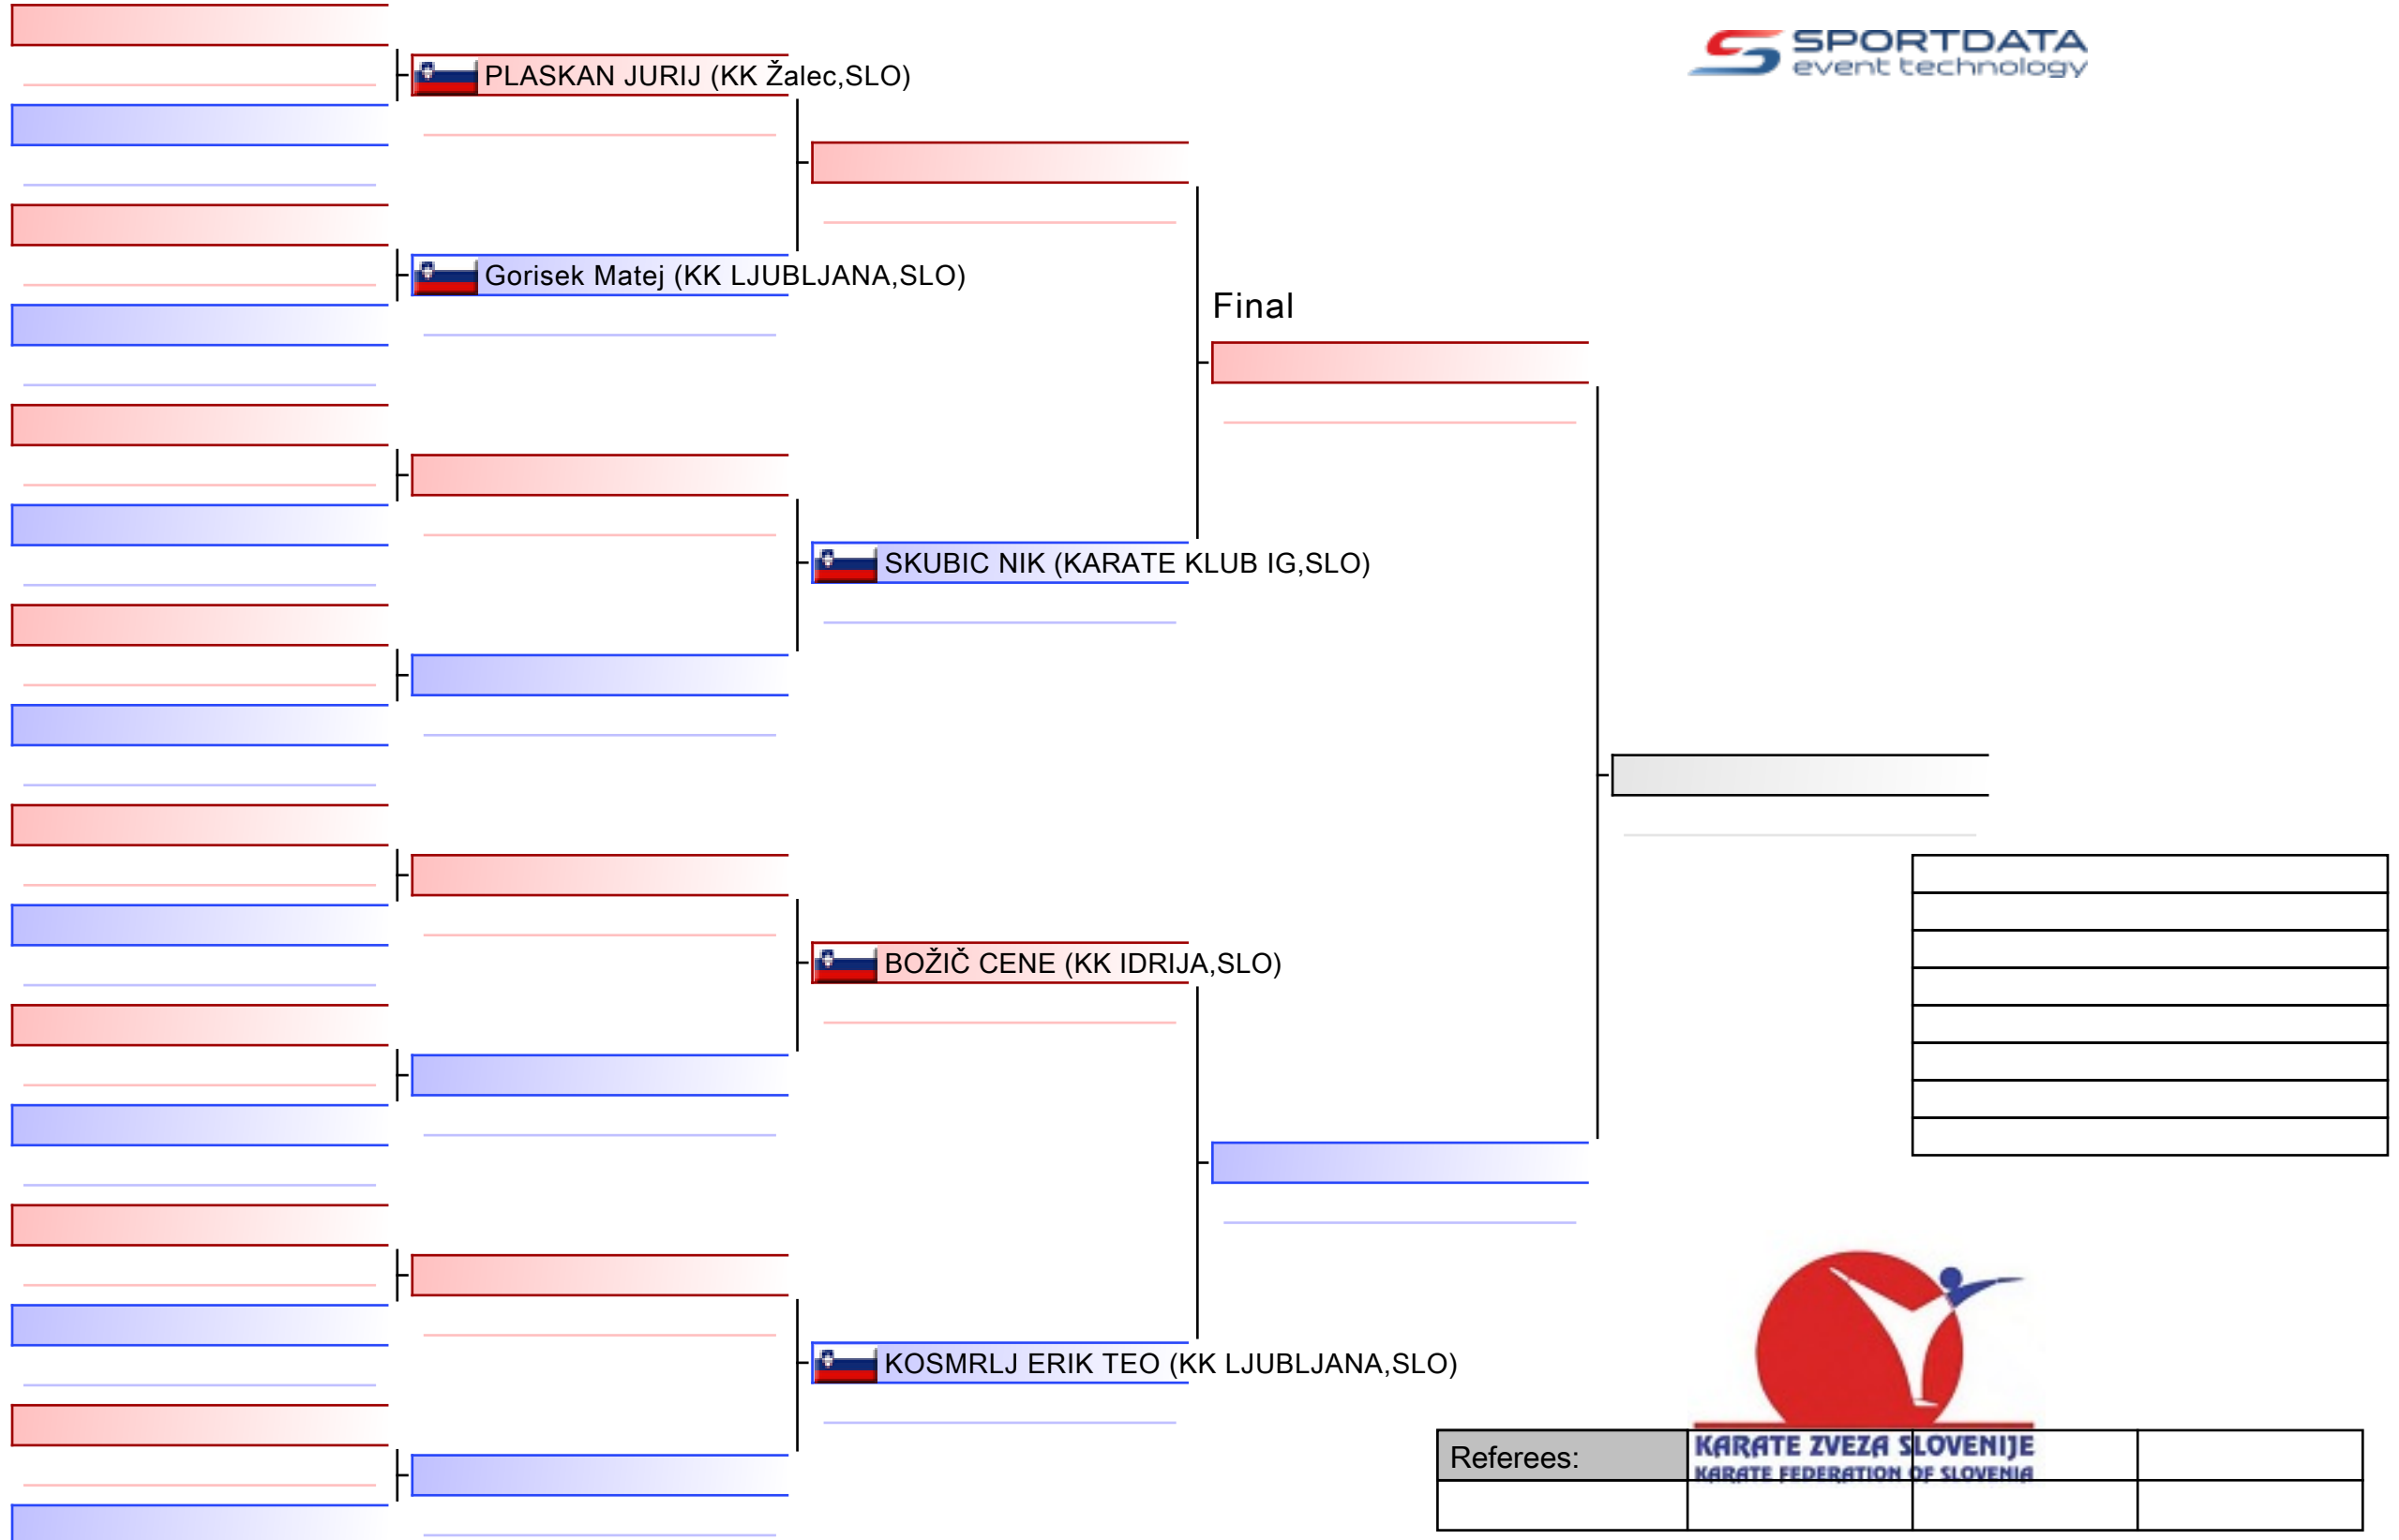 SPORTDATA
event technology
PLASKAN JURIJ (KK Žalec,SLO)
Gorisek Matej (KK LJUBLJANA,SLO)
Final
SKUBIC NIK (KARATE KLUB IG,SLO)
BOŽIČ CENE (KK IDRIJA,SLO)
KOSMRLJ ERIK TEO (KK LJUBLJANA,SLO)
Referees:
KARATE ZVEZA SLOVENIJE
KARATE FEDERATION OF SLOVENIA